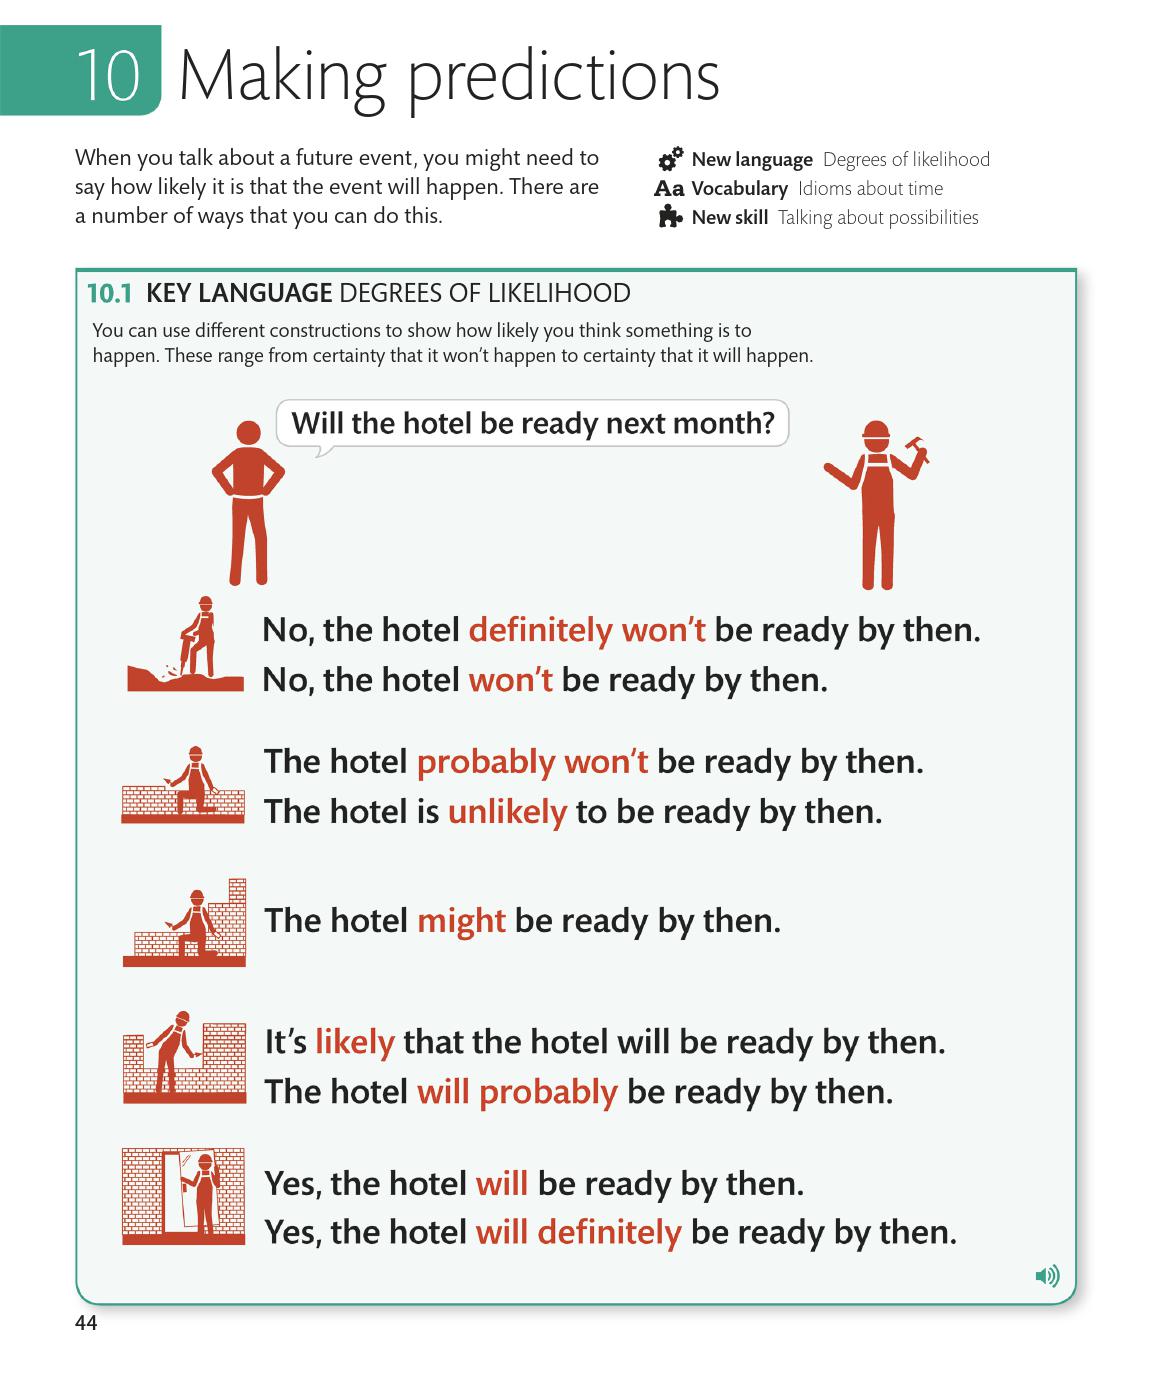 10 Making predictions
When you talk about a future event, you might need to
say how likely it is that the event will happen. There are
a number of ways that you can do this.
New language Degrees of likelihood
Aa Vocabulary Idioms about time
New skill Talking about possibilities
10.1 KEY LANGUAGE DEGREES OF LIKELIHOOD
You can use different constructions to show how likely you think something is to
happen. These range from certainty that it won't happen to certainty that it will happen.
Will the hotel be ready next month?
No, the hotel definitely won't be ready by then.
No, the hotel won't be ready by then.
The hotel probably won't be ready by then.
The hotel is unlikely to be ready by then.
The hotel might be ready by then.
It's likely that the hotel will be ready by then.
The hotel will probably be ready by then.
Yes, the hotel will be ready by then.
Yes, the hotel will definitely be ready by then.
44